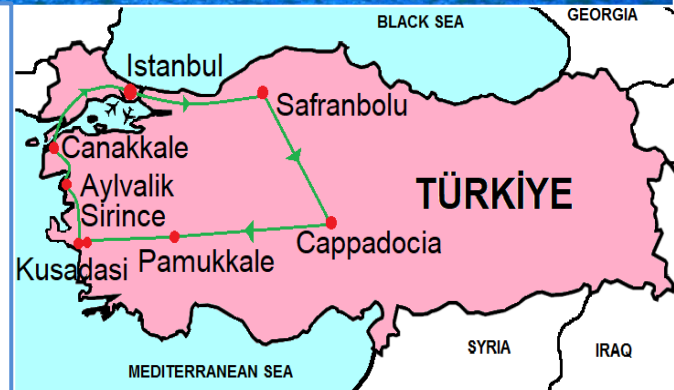 BLACK SEA
GEORGIA
Istanbul
Safranbolu
Canakkale
Aylvalik
TÜRKİYE
Sirince
Cappadocia
Kusadasi
Pamukkale
SYRIA
IRAQ
MEDITERRANEAN SEA